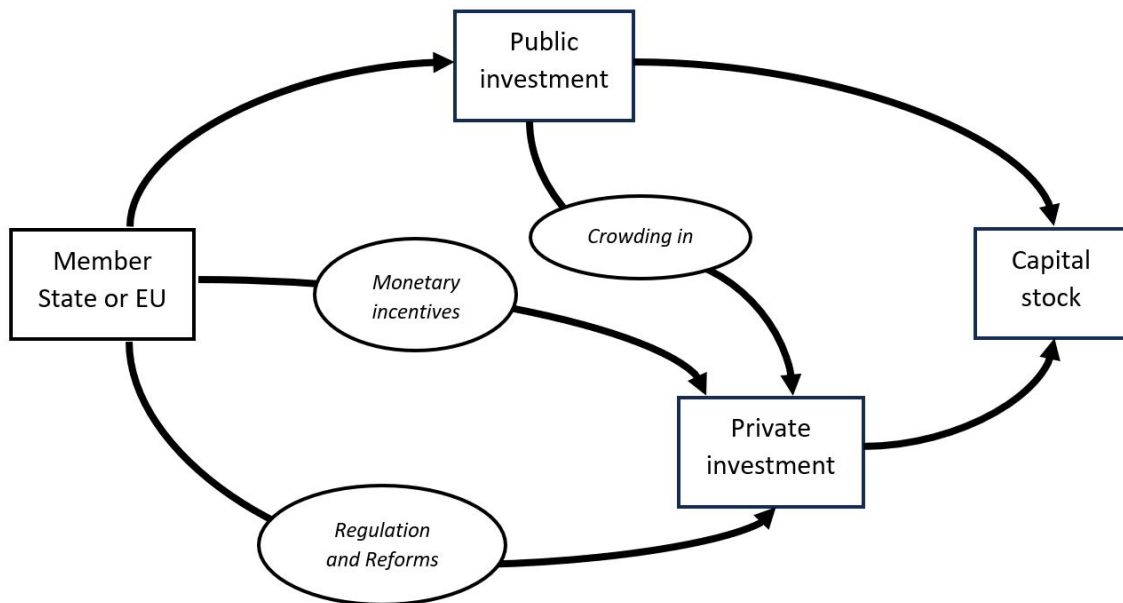 Public
investment
Crowding in
Member
State or EU
Monetary
incentives
Capital
stock
Private
investment
Regulation
and Reforms